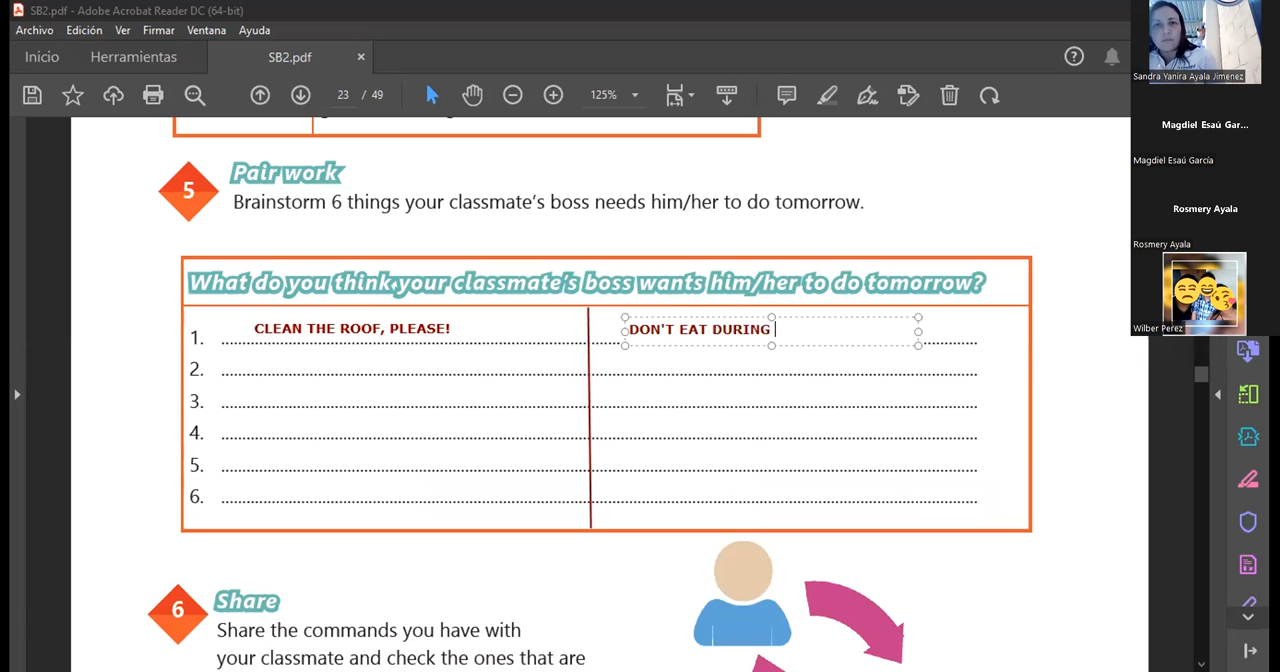 SB2.pdf - Adobe Acrobat Reader DC (64-bit)
Archivo Edición Ver Firmar Ventana Ayuda
Inicio Herramientas SB2.pdf ×
23 / 49 125%
5 Pair work
Brainstorm 6 things your classmate's boss needs him/her to do tomorrow.
What do you think your classmate's boss wants him/her to do tomorrow?
1. CLEAN THE ROOF, PLEASE! DON'T EAT DURING
2.
3.
4.
5.
6.
6 Share
Share the commands you have with
your classmate and check the ones that are
Sandra Yanira Ayala Jimenez
Magdiel Esaú Gar...
Magdiel Esaú García
Rosmery Ayala
Rosmery Ayala
Wilber Perez